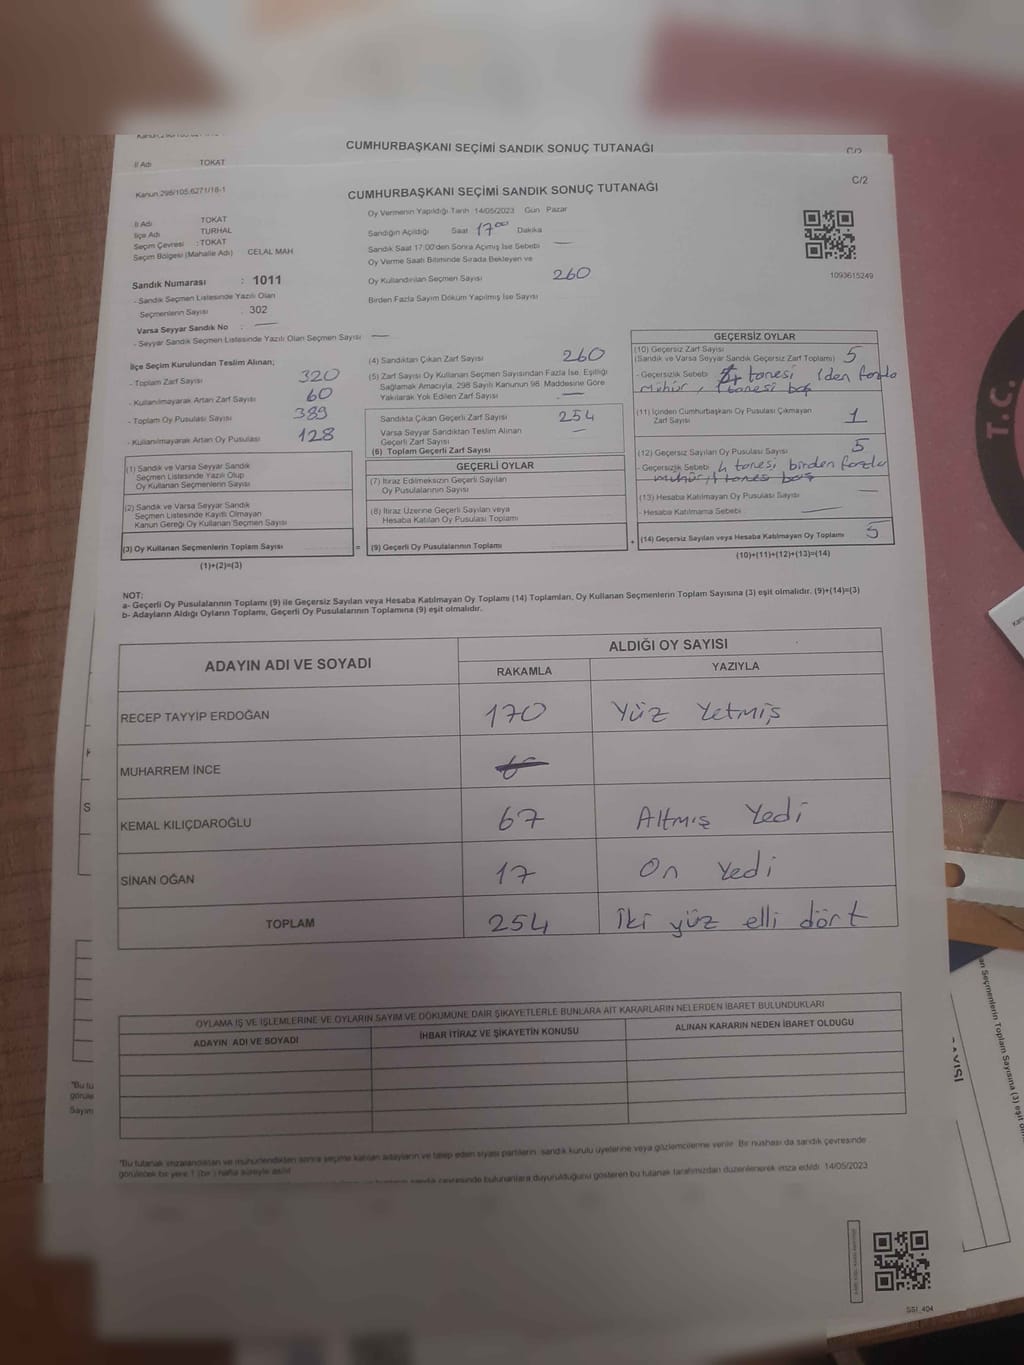 CUMHURBAŞKANI SEÇİMİ SANDIK SONUÇ TUTANAĞI
İl Adı TOKAT
C/2
Kanun 298/105,6271/18-1
CUMHURBAŞKANI SEÇİMİ SANDIK SONUÇ TUTANAĞI
C/2
İl Adı TOKAT
İlçe Adı TURHAL
Seçim Çevresi : TOKAT
Seçim Bölgesi (Mahalle Adı) CELAL MAH
Oy Vermenin Yapıldığı Tarih 14/05/2023 Gün Pazar
Sandığın Açıldığı Saat 17 00 Dakika
Sandık Saat 17:00'den Sonra Açımış İse Sebebi —
Oy Verme Saati Bitiminde Sırada Bekleyen ve
Oy Kullandırılan Seçmen Sayısı 260
Birden Fazla Sayım Döküm Yapılmış İse Sayısı
1093615249
Sandık Numarası : 1011
- Sandık Seçmen Listesinde Yazılı Olan
Seçmenlerin Sayısı : 302
Varsa Seyyar Sandık No : —
- Seyyar Sandık Seçmen Listesinde Yazılı Olan Seçmen Sayısı —
İlçe Seçim Kurulundan Teslim Alınan;
- Toplam Zarf Sayısı 320
- Kullanılmayarak Artan Zarf Sayısı 60
- Toplam Oy Pusulası Sayısı 389
- Kullanılmayarak Artan Oy Pusulası 128
(1) Sandık ve Varsa Seyyar Sandık
Seçmen Listesinde Yazılı Olup
Oy Kullanan Seçmenlerin Sayısı
(2) Sandık ve Varsa Seyyar Sandık
Seçmen Listesinde Kayıtlı Olmayan
Kanun Gereği Oy Kullanan Seçmen Sayısı
(3) Oy Kullanan Seçmenlerin Toplam Sayısı
(1)+(2)=(3)
(4) Sandıktan Çıkan Zarf Sayısı 260
(5) Zarf Sayısı Oy Kullanan Seçmen Sayısından Fazla İse, Eşitliği
Sağlamak Amacıyla, 298 Sayılı Kanunun 98. Maddesine Göre
Yakılarak Yok Edilen Zarf Sayısı —
Sandıkta Çıkan Geçerli Zarf Sayısı 254
Varsa Seyyar Sandıktan Teslim Alınan
Geçerli Zarf Sayısı —
(6) Toplam Geçerli Zarf Sayısı
GEÇERLİ OYLAR
(7) İtiraz Edilmeksizin Geçerli Sayılan
Oy Pusulalarının Sayısı
(8) İtiraz Üzerine Geçerli Sayılan veya
Hesaba Katılan Oy Pusulası Toplamı
= (9) Geçerli Oy Pusulalarının Toplamı
GEÇERSİZ OYLAR
(10) Geçersiz Zarf Sayısı
(Sandık ve Varsa Seyyar Sandık Geçersiz Zarf Toplamı) 5
- Geçersizlik Sebebi tanesi 1'den fazla
mühür, 1 tanesi boş
(11) İçinden Cumhurbaşkanı Oy Pusulası Çıkmayan
Zarf Sayısı 1
(12) Geçersiz Sayılan Oy Pusulası Sayısı 5
- Geçersizlik Sebebi 4 tanesi birden fazla
mühür, 1 tanesi boş
(13) Hesaba Katılmayan Oy Pusulası Sayısı —
- Hesaba Katılmama Sebebi —
+ (14) Geçersiz Sayılan veya Hesaba Katılmayan Oy Toplamı 5
(10)+(11)+(12)+(13)=(14)
NOT:
a- Geçerli Oy Pusulalarının Toplamı (9) ile Geçersiz Sayılan veya Hesaba Katılmayan Oy Toplamı (14) Toplamları, Oy Kullanan Seçmenlerin Toplam Sayısına (3) eşit olmalıdır. (9)+(14)=(3)
b- Adayların Aldığı Oyların Toplamı, Geçerli Oy Pusulalarının Toplamına (9) eşit olmalıdır.
ADAYIN ADI VE SOYADI ALDIĞI OY SAYISI
RAKAMLA YAZIYLA
RECEP TAYYİP ERDOĞAN 170 Yüz Yetmiş
MUHARREM İNCE
KEMAL KILIÇDAROĞLU 67 Altmış Yedi
SİNAN OĞAN 17 On Yedi
TOPLAM 254 İki yüz elli dört
OYLAMA İŞ VE İŞLEMLERİNE VE OYLARIN SAYIM VE DÖKÜMÜNE DAİR ŞİKAYETLERLE BUNLARA AİT KARARLARIN NELERDEN İBARET BULUNDUKLARI
ADAYIN ADI VE SOYADI İHBAR İTİRAZ VE ŞİKAYETİN KONUSU ALINAN KARARIN NEDEN İBARET OLDUĞU
*Bu tutanak imzalandıktan ve mühürlendikten sonra seçime katılan adayların ve talep eden siyasi partilerin sandık kurulu üyelerine veya gözlemcilerine verilir. Bir nüshası da sandık çevresinde
görülecek bir yere 1 (bir) hafta süreyle asılır.
sandık çevresinde bulunanlara duyurulduğunu gösteren bu tutanak tarafımızdan düzenlenerek imza edildi. 14/05/2023
*Bu tu
görüle
Sayım
T.C.
an Seçmenlerin Toplam Sayısına (3) eşit olm
AYISI
SSİ_404